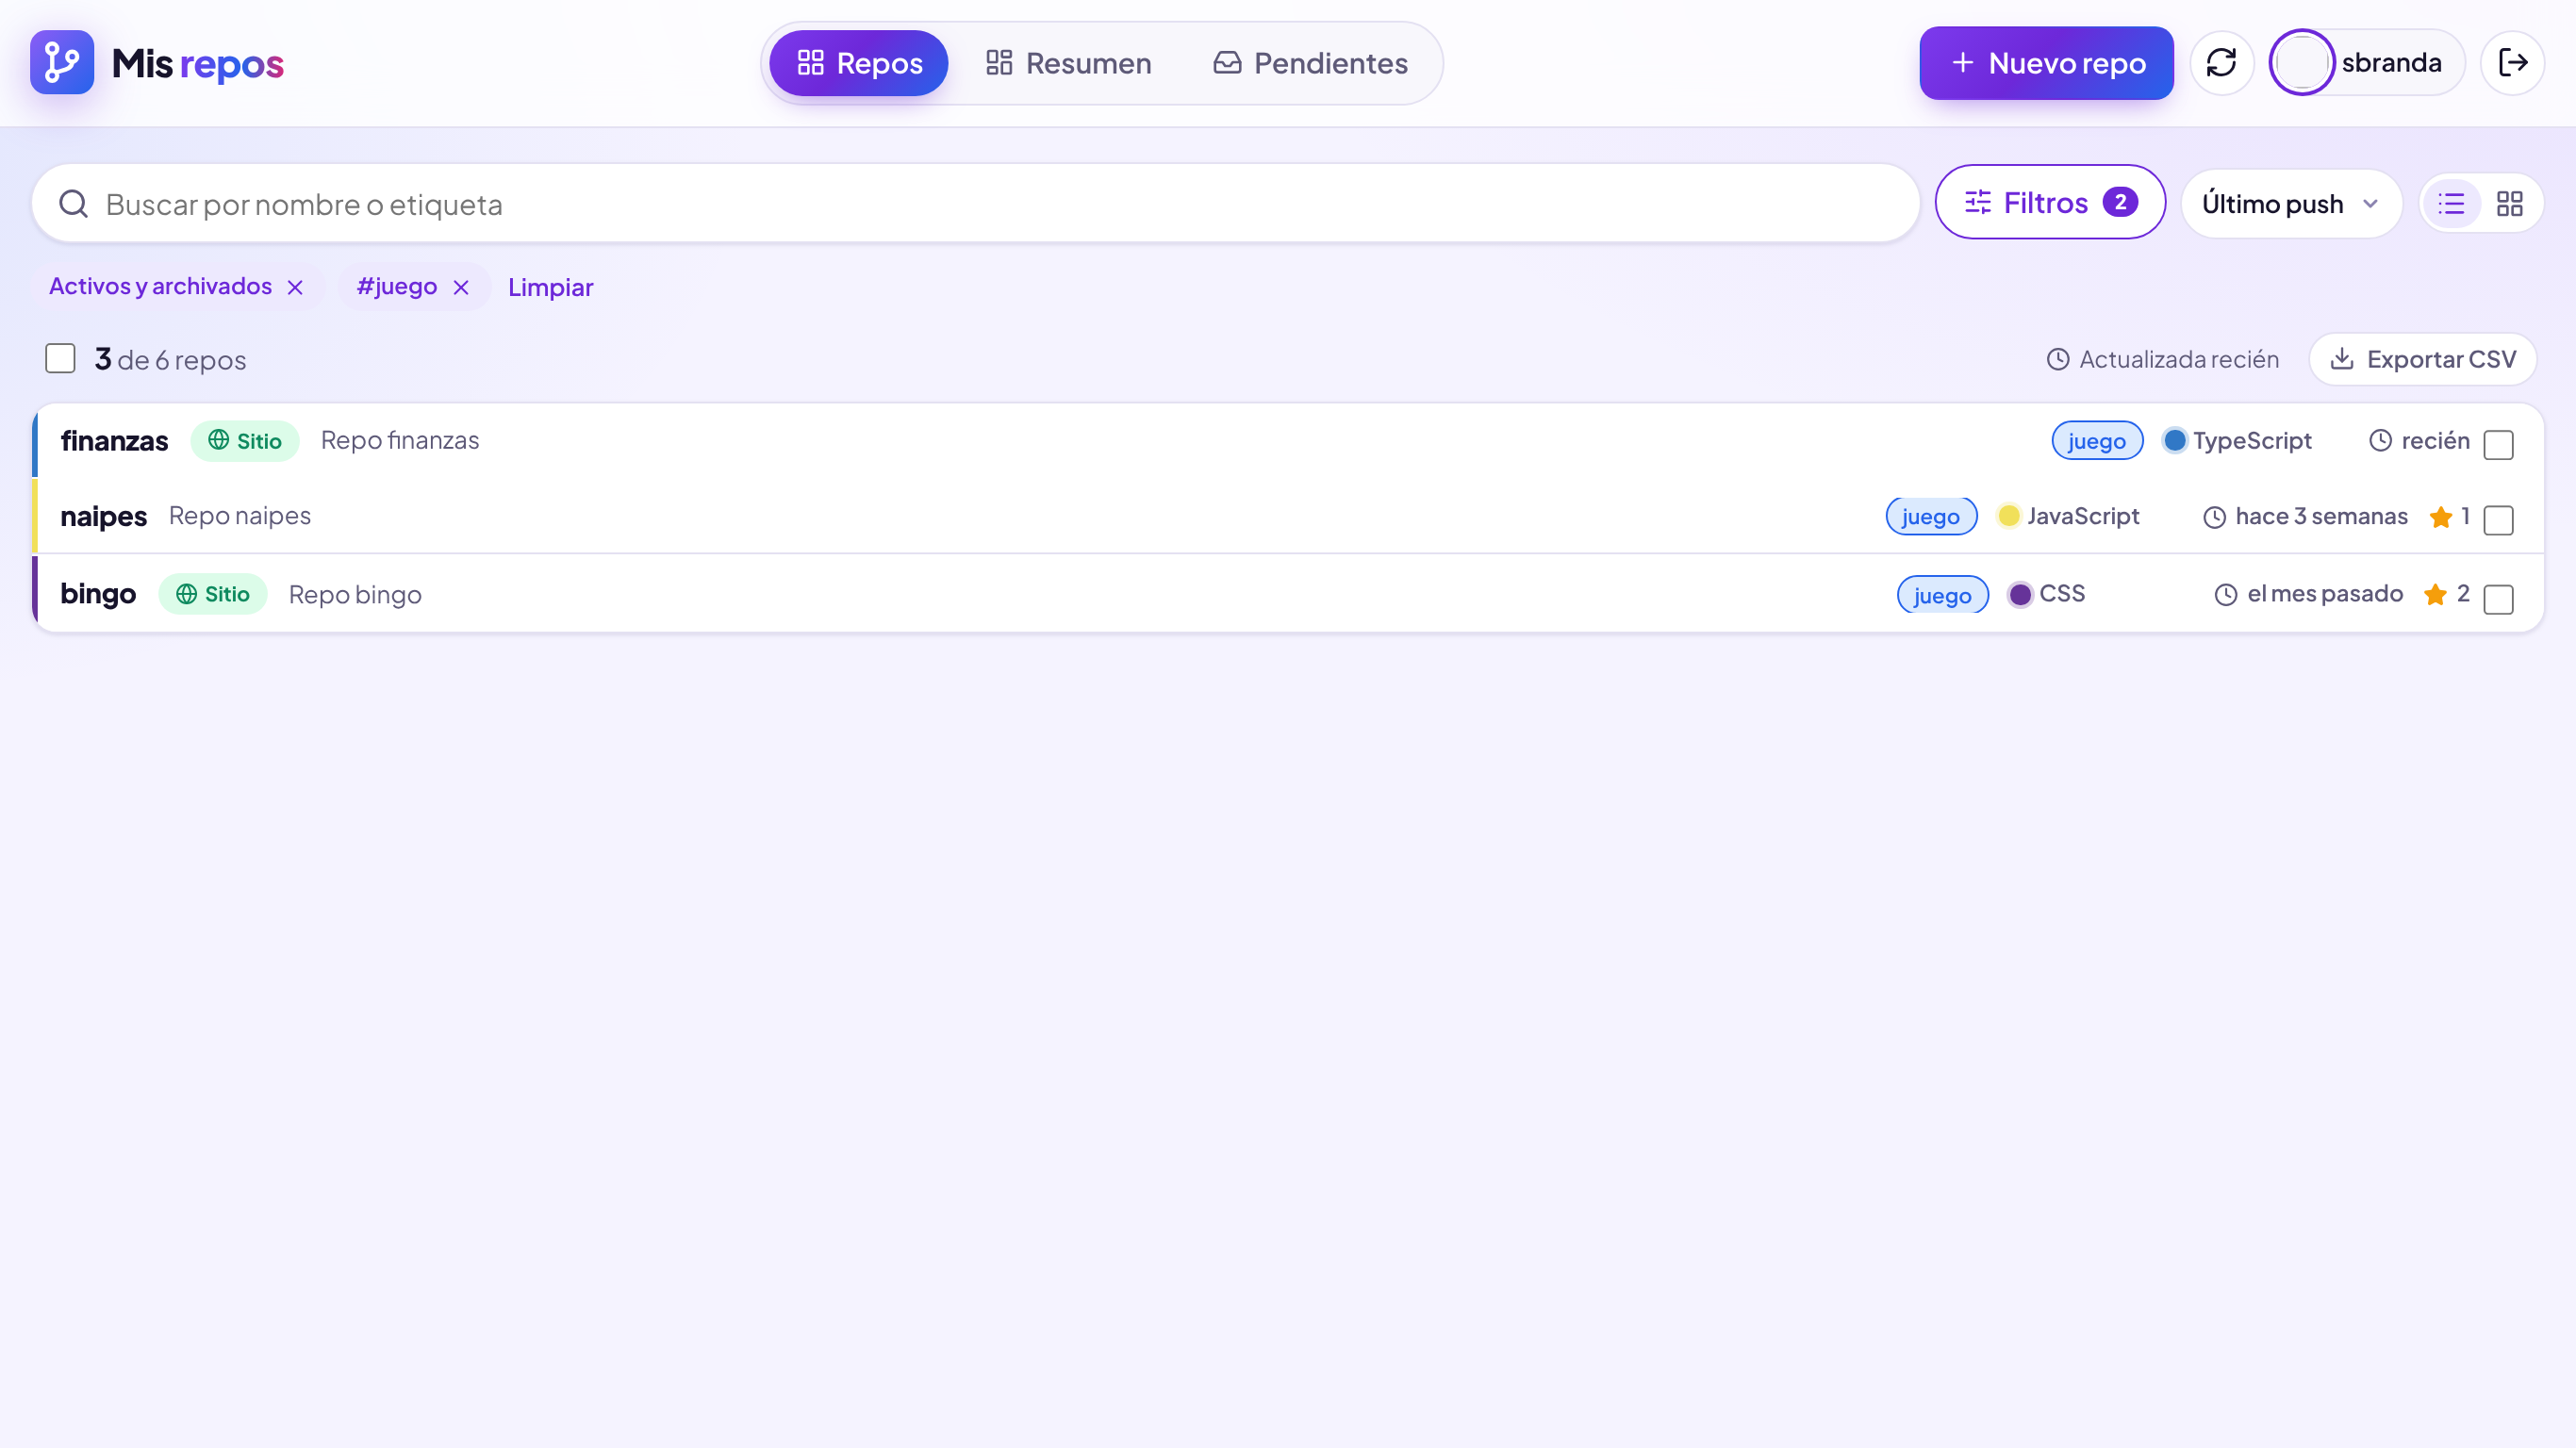 Mis repos
Repos
Resumen
Pendientes
+ Nuevo repo
sbranda
Buscar por nombre o etiqueta
Filtros 2
Último push
Activos y archivados
#juego
Limpiar
3 de 6 repos
Actualizada recién
Exportar CSV
finanzas Sitio Repo finanzas juego TypeScript recién
naipes Repo naipes juego JavaScript hace 3 semanas 1
bingo Sitio Repo bingo juego CSS el mes pasado 2